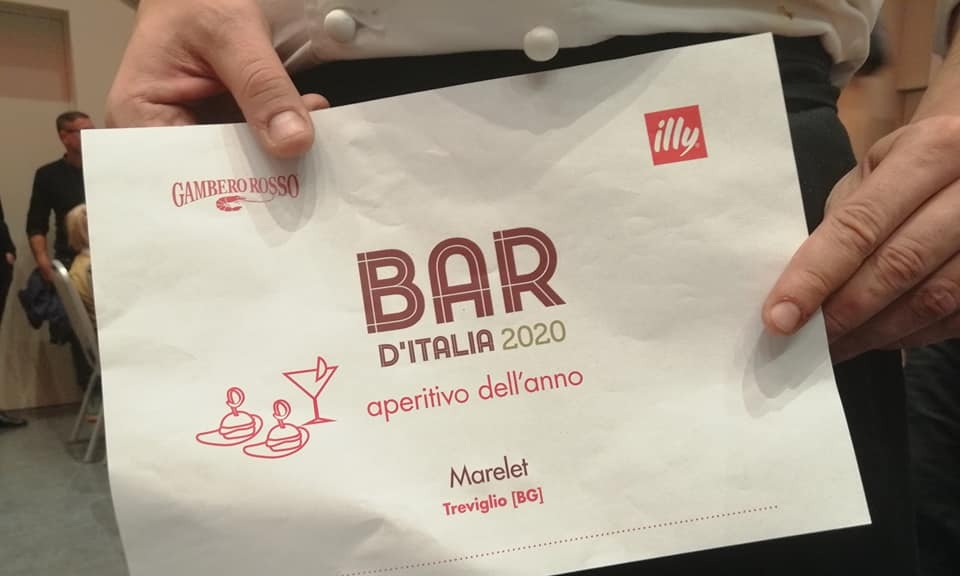 GAMBERO ROSSO
illy
BAR
D'ITALIA 2020
aperitivo dell'anno
Marelet
Treviglio [BG]